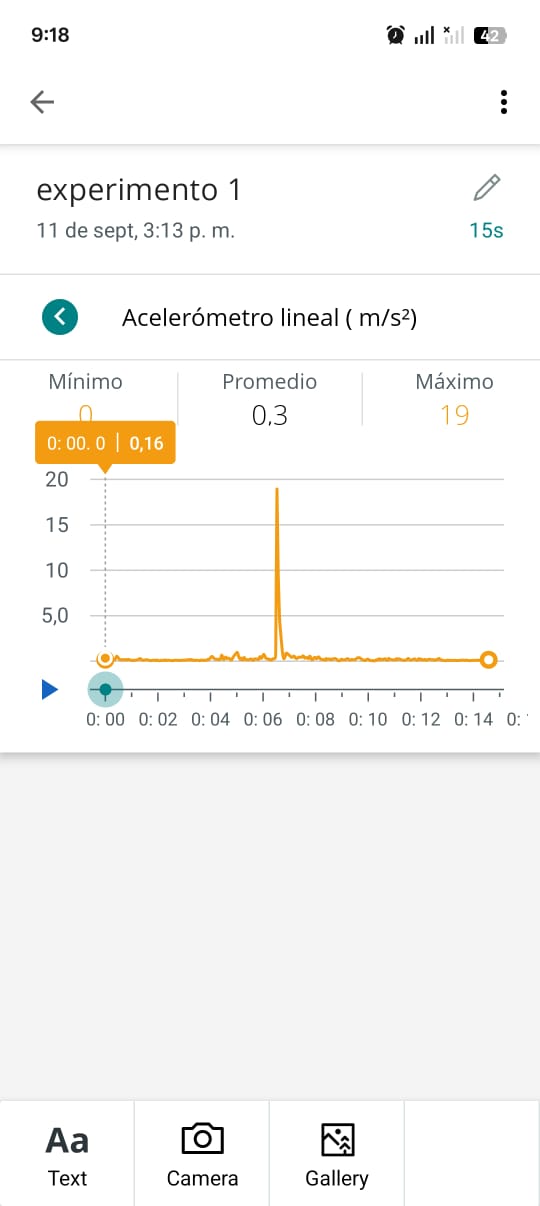 9:18
42
experimento 1
11 de sept, 3:13 p. m.
15s
Acelerómetro lineal ( m/s²)
Mínimo
Promedio
Máximo
0
0,3
19
0: 00. 0 | 0,16
20
15
10
5,0
0: 00 0: 02 0: 04 0: 06 0: 08 0: 10 0: 12 0: 14 0:
Aa
Text
Camera
Gallery